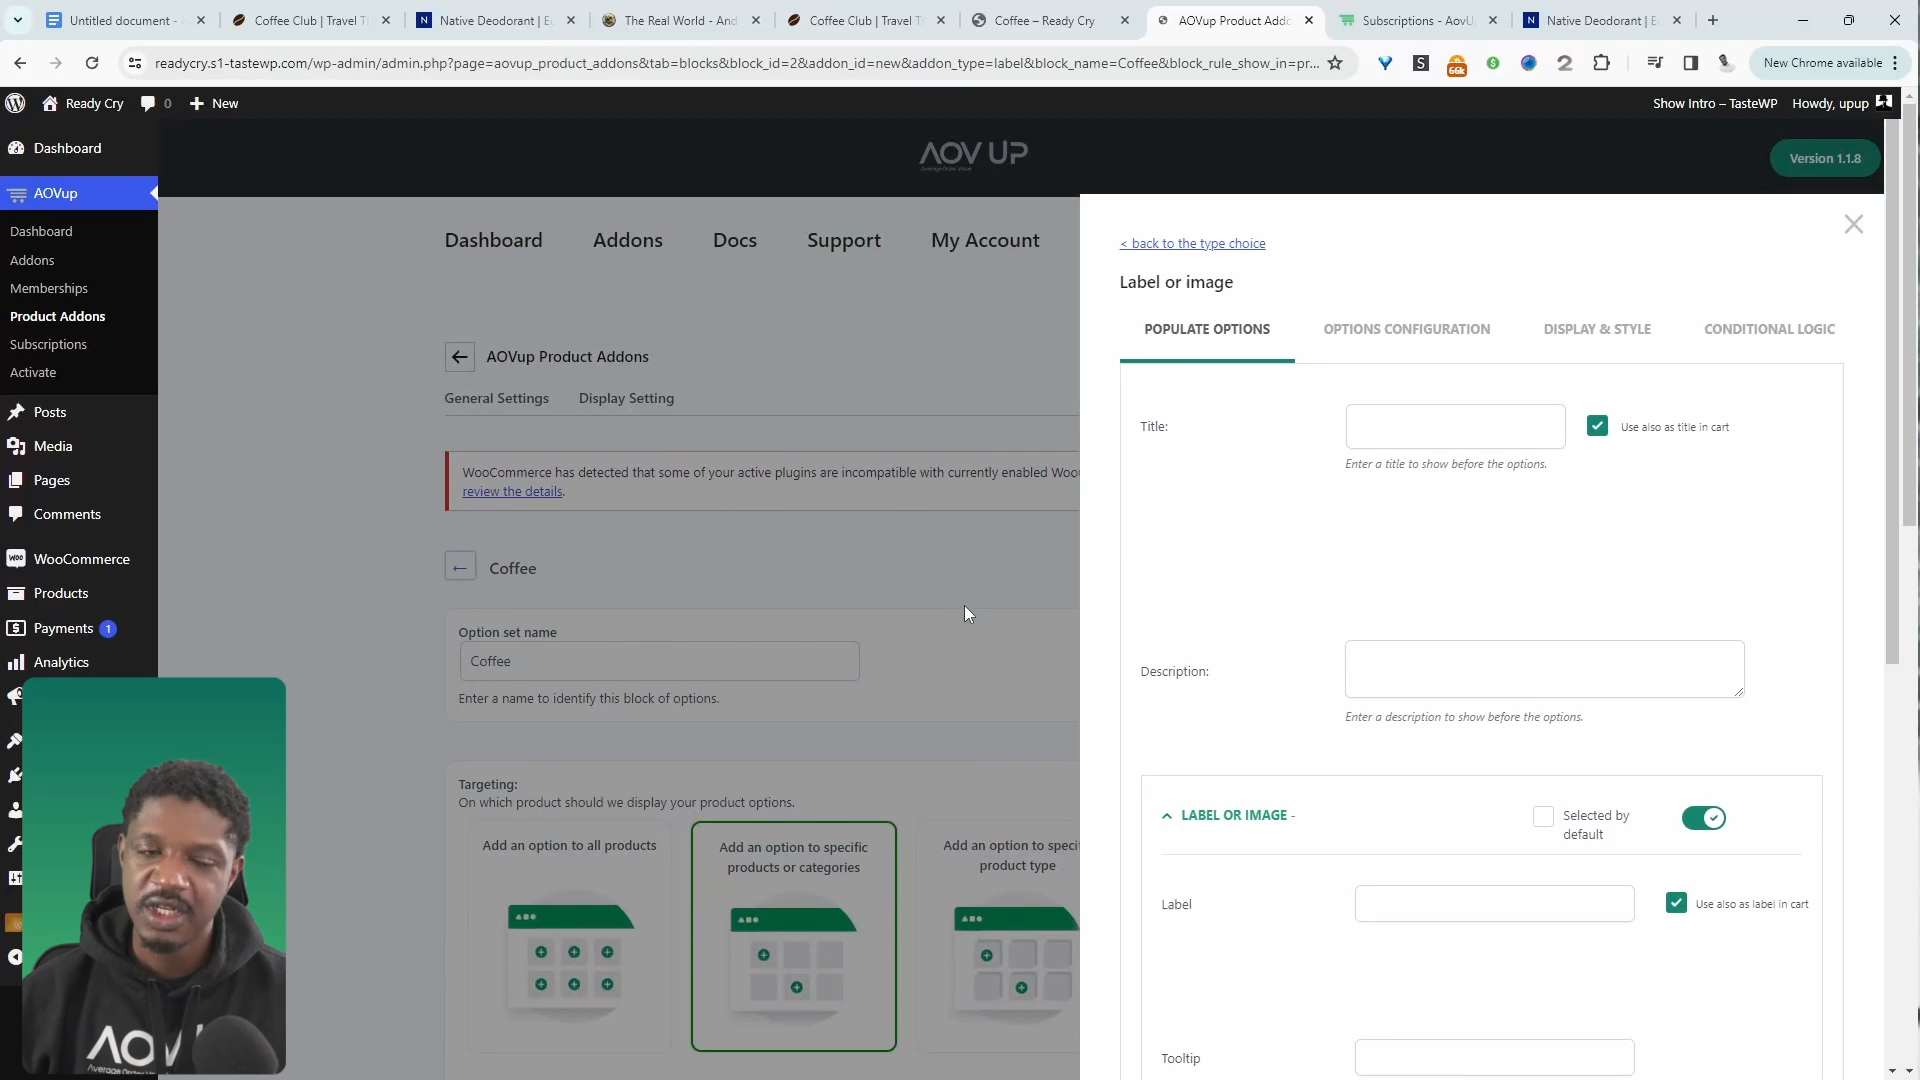 Untitled document -
Coffee Club | Travel T
Native Deodorant | E
The Real World - And
Coffee Club | Travel T
Coffee – Ready Cry
AOVup Product Addo
Subscriptions - AovU
Native Deodorant | E
readycry.s1-tastewp.com/wp-admin/admin.php?page=aovup_product_addons&tab=blocks&block_id=2&addon_id=new&addon_type=label&block_name=Coffee&block_rule_show_in=pr...
66k
New Chrome available
Ready Cry
0
New
Show Intro – TasteWP
Howdy, upup
Dashboard
AOVup
Dashboard
Addons
Memberships
Product Addons
Subscriptions
Activate
Posts
Media
Pages
Comments
WooCommerce
Products
Payments 1
Analytics
AOV UP
Average Order Value
Version 1.1.8
Dashboard
Addons
Docs
Support
My Account
AOVup Product Addons
General Settings
Display Setting
WooCommerce has detected that some of your active plugins are incompatible with currently enabled Woo
review the details.
Coffee
Option set name
Coffee
Enter a name to identify this block of options.
Targeting:
On which product should we display your product options.
Add an option to all products
Add an option to specific
products or categories
Add an option to speci
product type
< back to the type choice
Label or image
POPULATE OPTIONS
OPTIONS CONFIGURATION
DISPLAY & STYLE
CONDITIONAL LOGIC
Title:
Use also as title in cart
Enter a title to show before the options.
Description:
Enter a description to show before the options.
LABEL OR IMAGE -
Selected by
default
Label
Use also as label in cart
Tooltip